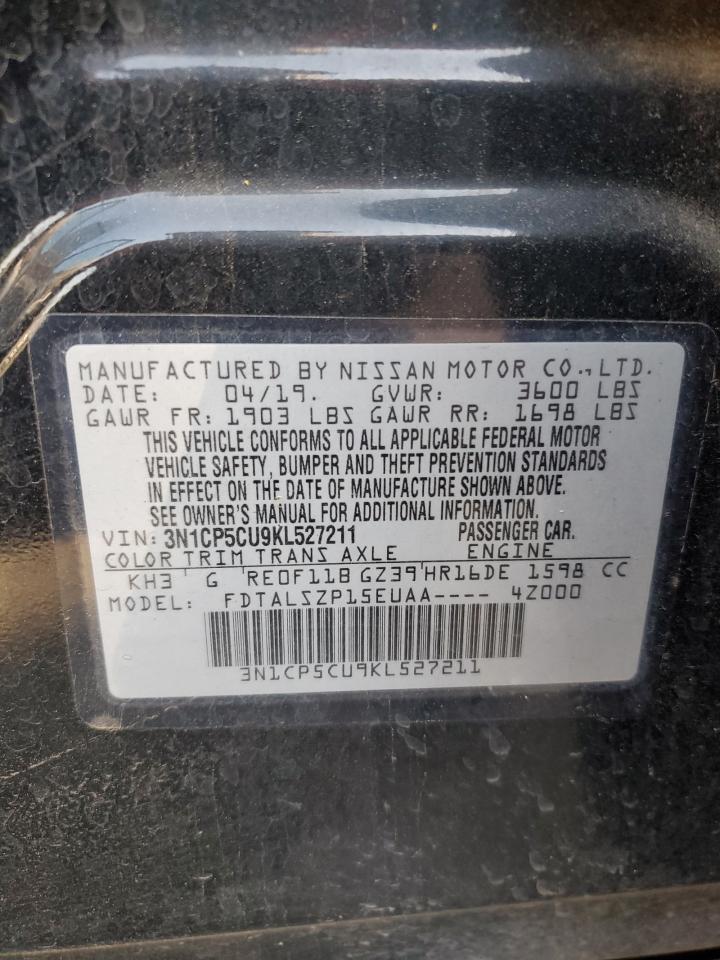 MANUFACTURED BY NISSAN MOTOR CO., LTD.
DATE: 04/19. GVWR: 3600 LBS
GAWR FR: 1903 LBS GAWR RR: 1698 LBS
THIS VEHICLE CONFORMS TO ALL APPLICABLE FEDERAL MOTOR
VEHICLE SAFETY, BUMPER AND THEFT PREVENTION STANDARDS
IN EFFECT ON THE DATE OF MANUFACTURE SHOWN ABOVE.
SEE OWNER'S MANUAL FOR ADDITIONAL INFORMATION.
VIN: 3N1CP5CU9KL527211 PASSENGER CAR.
COLOR TRIM TRANS AXLE ENGINE
KH3 G RE0F11B GZ39 HR16DE 1598 CC
MODEL: FDTALSZP15EUAA---- 4Z000
3N1CP5CU9KL527211